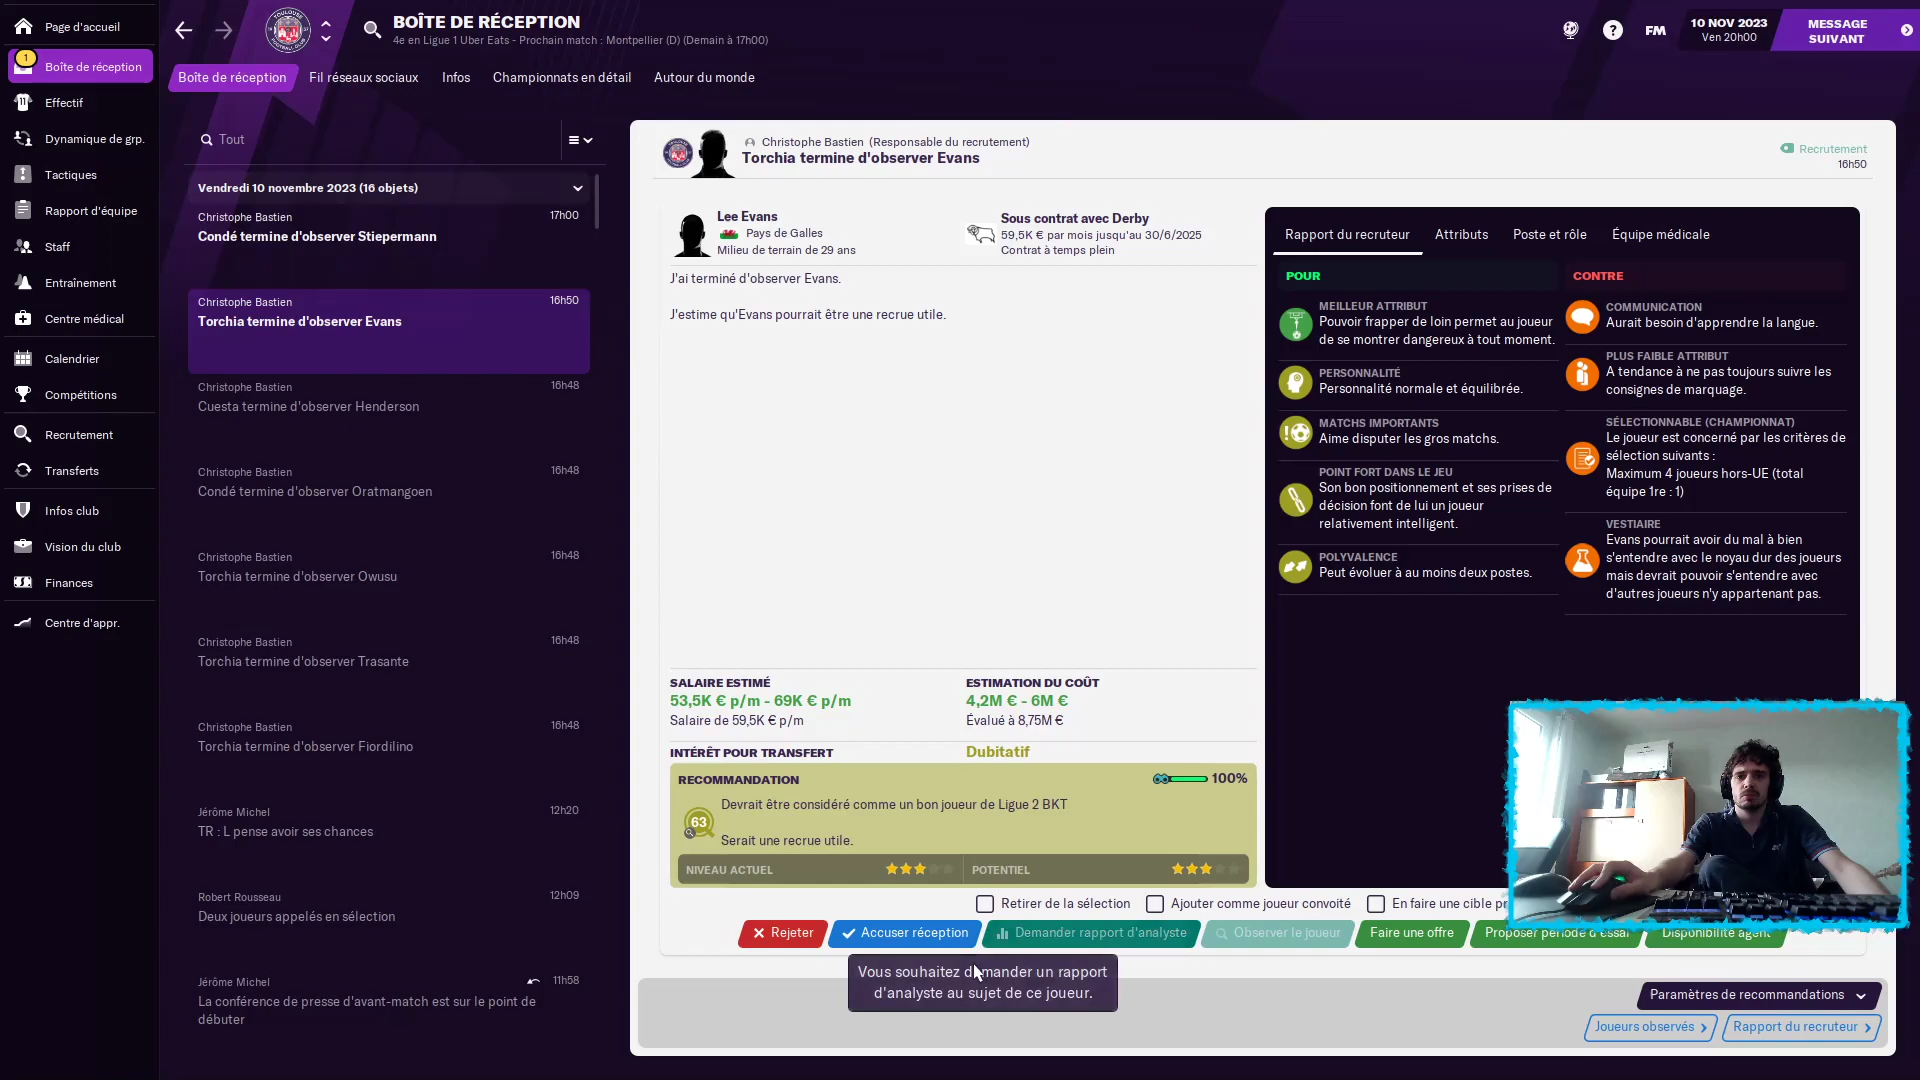 Page d'accueil
1
Boîte de réception
Effectif
Dynamique de grp.
Tactiques
Rapport d'équipe
Staff
Entraînement
Centre médical
Calendrier
Compétitions
Recrutement
Transferts
Infos club
Vision du club
Finances
Centre d'appr.
BOÎTE DE RÉCEPTION
4e en Ligue 1 Uber Eats - Prochain match : Montpellier (D) (Demain à 17h00)
FM
10 NOV 2023
Ven 20h00
MESSAGE
SUIVANT
Boîte de réception
Fil réseaux sociaux
Infos
Championnats en détail
Autour du monde
Tout
Vendredi 10 novembre 2023 (16 objets)
Christophe Bastien 17h00
Condé termine d'observer Stiepermann
Christophe Bastien 16h50
Torchia termine d'observer Evans
Christophe Bastien 16h48
Cuesta termine d'observer Henderson
Christophe Bastien 16h48
Condé termine d'observer Oratmangoen
Christophe Bastien 16h48
Torchia termine d'observer Owusu
Christophe Bastien 16h48
Torchia termine d'observer Trasante
Christophe Bastien 16h48
Torchia termine d'observer Fiordilino
Jérôme Michel 12h20
TR : L pense avoir ses chances
Robert Rousseau 12h09
Deux joueurs appelés en sélection
Jérôme Michel 11h58
La conférence de presse d'avant-match est sur le point de
débuter
Christophe Bastien (Responsable du recrutement)
Torchia termine d'observer Evans
Recrutement
16h50
Lee Evans
Pays de Galles
Milieu de terrain de 29 ans
Sous contrat avec Derby
59,5K € par mois jusqu'au 30/6/2025
Contrat à temps plein
J'ai terminé d'observer Evans.
J'estime qu'Evans pourrait être une recrue utile.
SALAIRE ESTIMÉ
53,5K € p/m - 69K € p/m
Salaire de 59,5K € p/m
ESTIMATION DU COÛT
4,2M € - 6M €
Évalué à 8,75M €
INTÉRÊT POUR TRANSFERT
Dubitatif
RECOMMANDATION
100%
63
Devrait être considéré comme un bon joueur de Ligue 2 BKT
Serait une recrue utile.
NIVEAU ACTUEL
POTENTIEL
Rapport du recruteur
Attributs
Poste et rôle
Équipe médicale
POUR
MEILLEUR ATTRIBUT
Pouvoir frapper de loin permet au joueur
de se montrer dangereux à tout moment.
PERSONNALITÉ
Personnalité normale et équilibrée.
MATCHS IMPORTANTS
Aime disputer les gros matchs.
POINT FORT DANS LE JEU
Son bon positionnement et ses prises de
décision font de lui un joueur
relativement intelligent.
POLYVALENCE
Peut évoluer à au moins deux postes.
CONTRE
COMMUNICATION
Aurait besoin d'apprendre la langue.
PLUS FAIBLE ATTRIBUT
A tendance à ne pas toujours suivre les
consignes de marquage.
SÉLECTIONNABLE (CHAMPIONNAT)
Le joueur est concerné par les critères de
sélection suivants :
Maximum 4 joueurs hors-UE (total
équipe 1re : 1)
VESTIAIRE
Evans pourrait avoir du mal à bien
s'entendre avec le noyau dur des joueurs
mais devrait pouvoir s'entendre avec
d'autres joueurs n'y appartenant pas.
Retirer de la sélection
Ajouter comme joueur convoité
En faire une cible pr
Rejeter
Accuser réception
Demander rapport d'analyste
Observer le joueur
Faire une offre
Proposer période d'essai
Disponibilité agent
Vous souhaitez demander un rapport
d'analyste au sujet de ce joueur.
Paramètres de recommandations
Joueurs observés
Rapport du recruteur